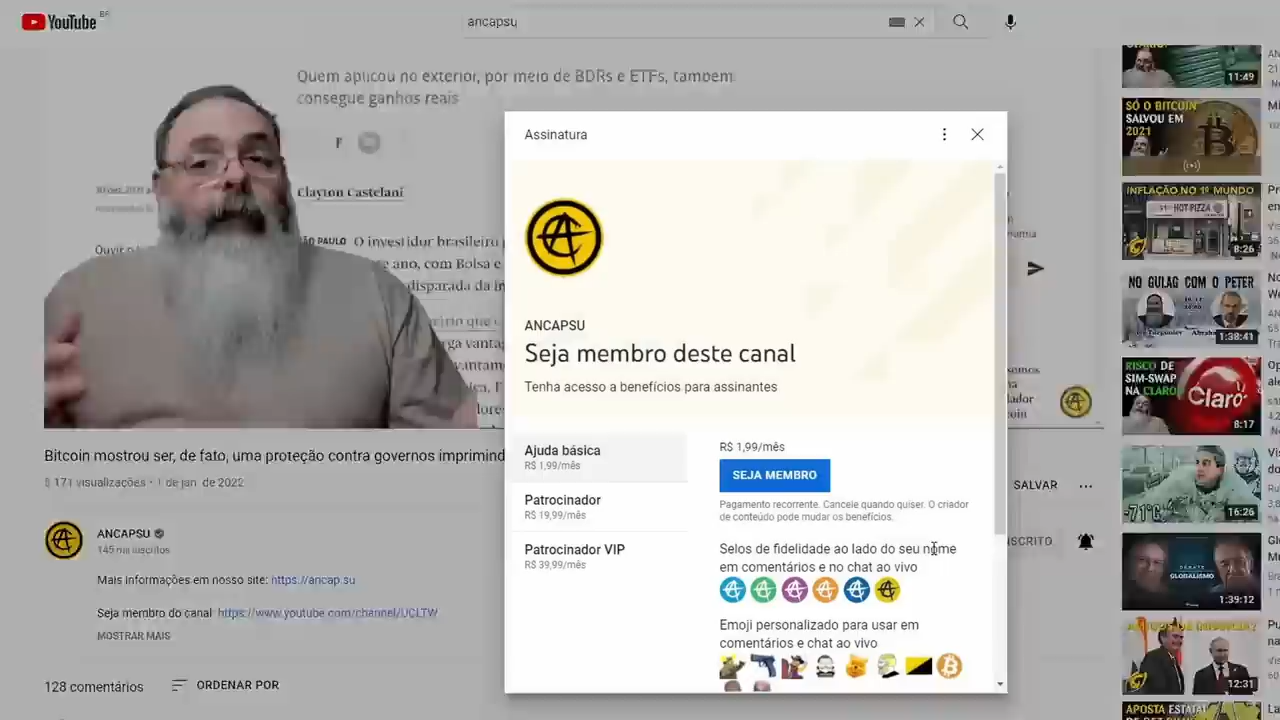 YouTube BR
ancapsu
Quem aplicou no exterior, por meio de BDRs e ETFs, também
consegue ganhos reais
Clayton Castelani
SÃO PAULO O investidor brasileiro
e ano, com Bolsa e
disparada da in
Assinatura
ANCAPSU
Seja membro deste canal
Tenha acesso a benefícios para assinantes
Ajuda básica
R$ 1,99/mês
Patrocinador
R$ 19,99/mês
Patrocinador VIP
R$ 39,99/mês
R$ 1,99/mês
SEJA MEMBRO
Pagamento recorrente. Cancele quando quiser. O criador
de conteúdo pode mudar os benefícios.
Selos de fidelidade ao lado do seu nome
em comentários e no chat ao vivo
Emoji personalizado para usar em
comentários e chat ao vivo
Bitcoin mostrou ser, de fato, uma proteção contra governos imprimind
8 171 visualizações • 1 de jan. de 2022
SALVAR
ANCAPSU
145 mil inscritos
INSCRITO
Mais informações em nosso site: https://ancap.su
Seja membro do canal https://www.youtube.com/channel/UCLTW
MOSTRAR MAIS
128 comentários
ORDENAR POR
11:49
SÓ O BITCOIN
SALVOU EM
2021
INFLAÇÃO NO 1º MUNDO
HOT-PIZZA
8:26
NO GULAG COM O PETER
1:38:41
RISCO DE
SIM-SWAP
NA CLARO
Claro
8:17
-71°C
16:26
DEBATE
GLOBALISMO
1:39:12
12:31
APOSTA ESTATAL